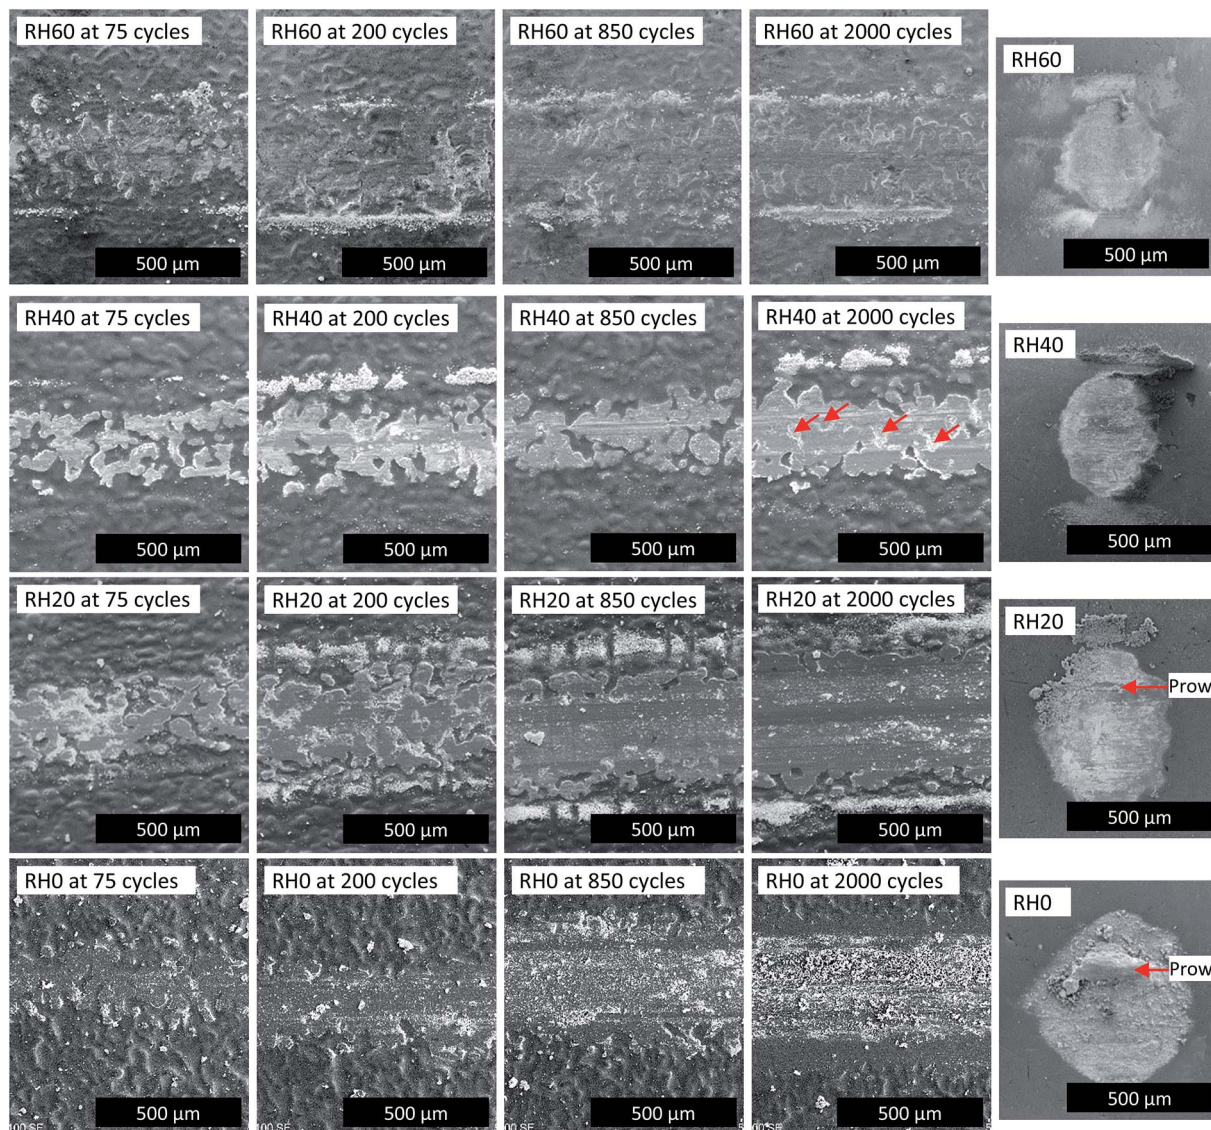 RH60 at 75 cycles
RH60 at 200 cycles
RH60 at 850 cycles
RH60 at 2000 cycles
RH60
500 µm
500 µm
500 µm
500 µm
500 µm
RH40 at 75 cycles
RH40 at 200 cycles
RH40 at 850 cycles
RH40 at 2000 cycles
RH40
500 µm
500 µm
500 µm
500 µm
500 µm
RH20 at 75 cycles
RH20 at 200 cycles
RH20 at 850 cycles
RH20 at 2000 cycles
RH20
Prow
500 µm
500 µm
500 µm
500 µm
500 µm
RH0 at 75 cycles
RH0 at 200 cycles
RH0 at 850 cycles
RH0 at 2000 cycles
RH0
Prow
500 µm
500 µm
500 µm
500 µm
500 µm